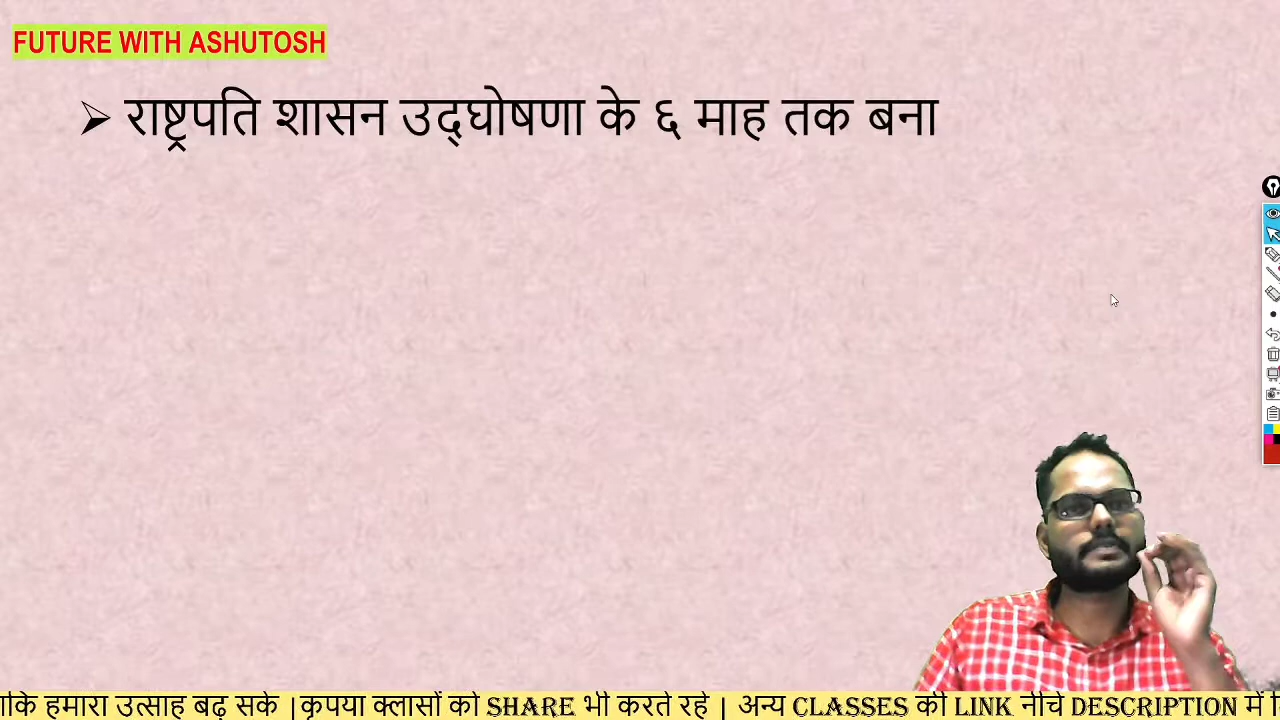 FUTURE WITH ASHUTOSH
राष्ट्रपति शासन उद्घोषणा के ६ माह तक बना
हमारा उत्साह बढ़ सके |कृपया क्लासों को SHARE भी करते रहे | अन्य CLASSES की LINK नीचे DESCRIPTION में